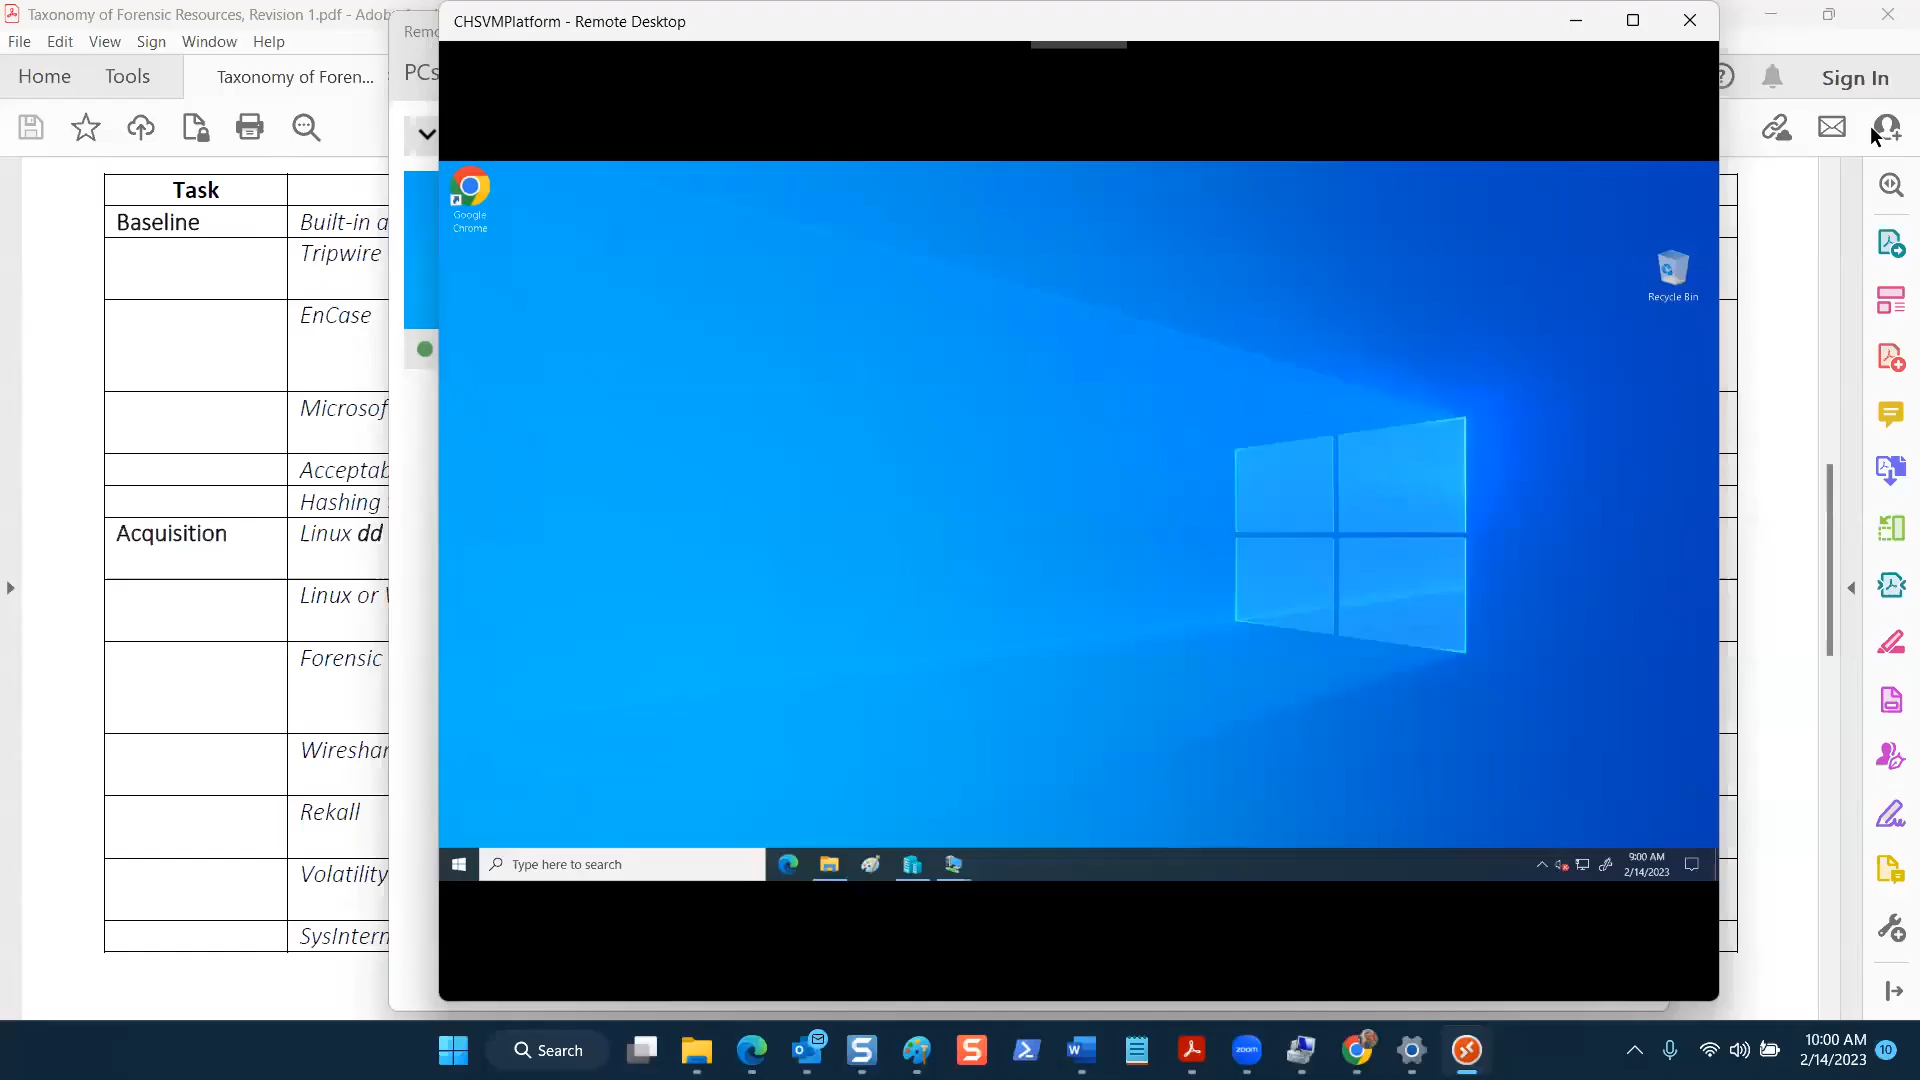 Taxonomy of Forensic Resources, Revision 1.pdf - Adob
File Edit View Sign Window Help
Home Tools Taxonomy of Foren...
Sign In
Remo
PCs
CHSVMPlatform - Remote Desktop
Google
Chrome
Recycle Bin
Type here to search
9:00 AM
2/14/2023
Task
Baseline
Built-in a
Tripwire
EnCase
Microsof
Acceptab
Hashing
Acquisition
Linux dd
Linux or
Forensic
Wireshar
Rekall
Volatility
SysIntern
Search
zoom
10:00 AM
2/14/2023
10